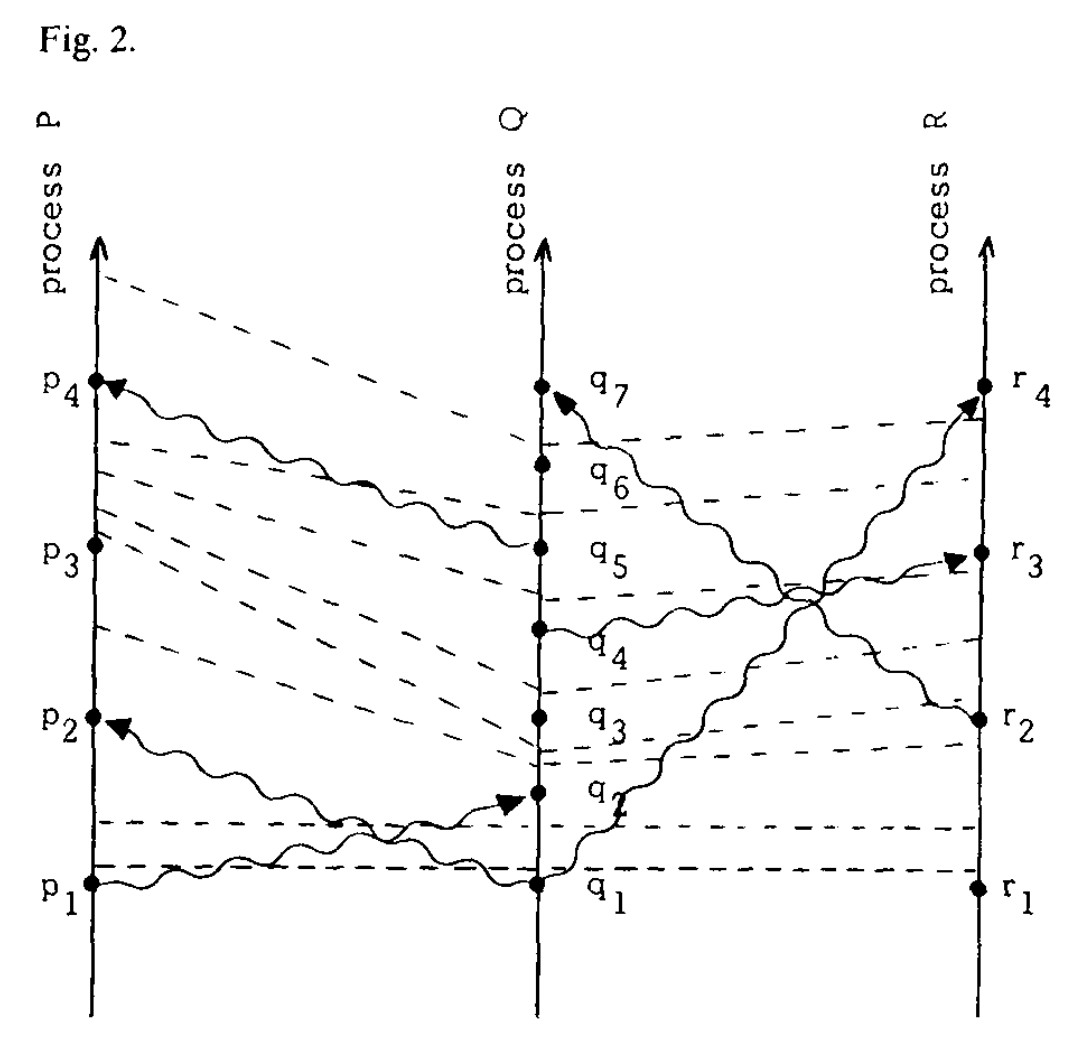 Fig. 2.
process P
process Q
process R
p4 q7 r4
q6
p3 q5 r3
q4
p2 q3 r2
q2
p1 q1 r1